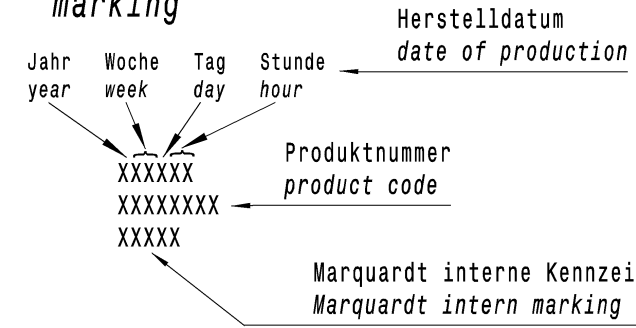 marking
Herstelldatum
date of production
Jahr Woche Tag Stunde
year week day hour
XXXXXX
Produktnummer
product code
XXXXXXXX
XXXXX
Marquardt interne Kennzei
Marquardt intern marking